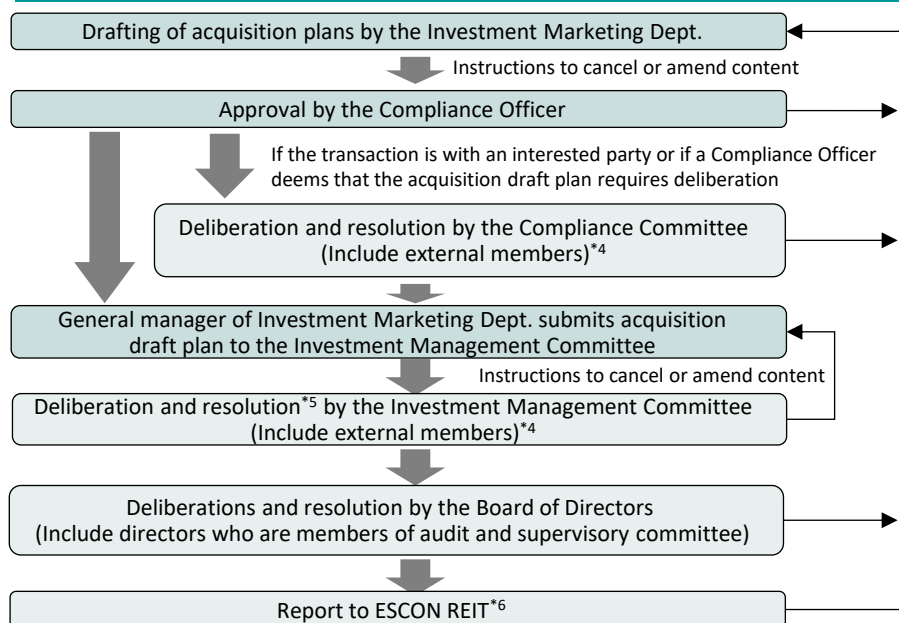 Drafting of acquisition plans by the Investment Marketing Dept.
Instructions to cancel or amend content
Approval by the Compliance Officer
If the transaction is with an interested party or if a Compliance Officer
deems that the acquisition draft plan requires deliberation
Deliberation and resolution by the Compliance Committee
(Include external members)*4
General manager of Investment Marketing Dept. submits acquisition
draft plan to the Investment Management Committee
Instructions to cancel or amend content
Deliberation and resolution*5 by the Investment Management Committee
(Include external members)*4
Deliberations and resolution by the Board of Directors
(Include directors who are members of audit and supervisory committee)
Report to ESCON REIT*6